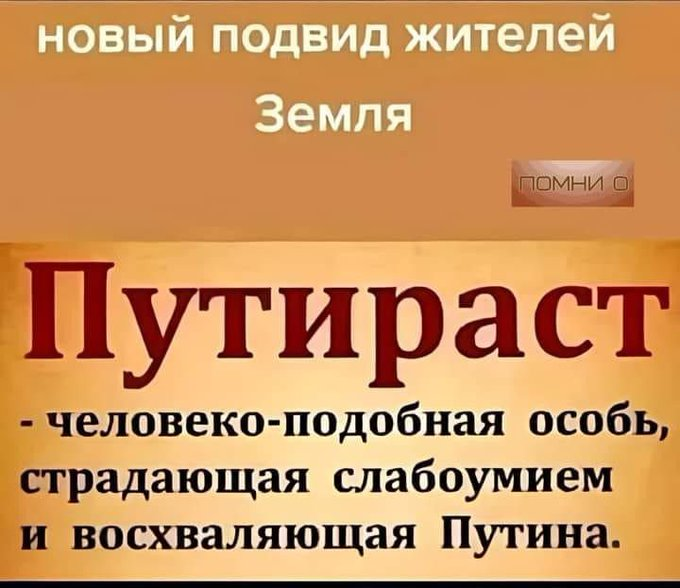 новый подвид жителей
Земля
ПОМНИ О
Путираст
- человеко-подобная особь,
страдающая слабоумием
и восхваляющая Путина.